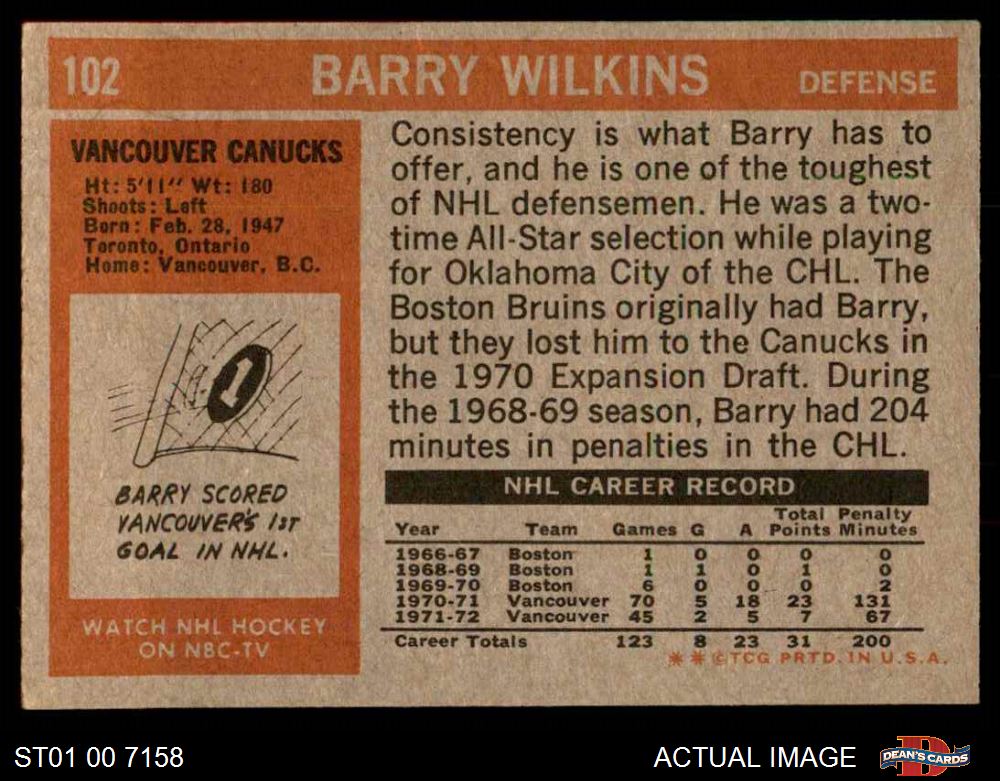 102 BARRY WILKINS DEFENSE
VANCOUVER CANUCKS
Ht: 5'11" Wt: 180
Shoots: Left
Born: Feb. 28, 1947
Toronto, Ontario
Home: Vancouver, B.C.
1
BARRY SCORED
VANCOUVER'S 1ST
GOAL IN NHL.
WATCH NHL HOCKEY
ON NBC-TV
Consistency is what Barry has to
offer, and he is one of the toughest
of NHL defensemen. He was a two-
time All-Star selection while playing
for Oklahoma City of the CHL. The
Boston Bruins originally had Barry,
but they lost him to the Canucks in
the 1970 Expansion Draft. During
the 1968-69 season, Barry had 204
minutes in penalties in the CHL.
NHL CAREER RECORD
Total Penalty
Year Team Games G A Points Minutes
1966-67 Boston 1 0 0 0 0
1968-69 Boston 1 1 0 1 0
1969-70 Boston 6 0 0 0 2
1970-71 Vancouver 70 5 18 23 131
1971-72 Vancouver 45 2 5 7 67
Career Totals 123 8 23 31 200
* * © TCG PRTD. IN U.S.A.
ST01 00 7158
ACTUAL IMAGE
D
DEAN'S CARDS